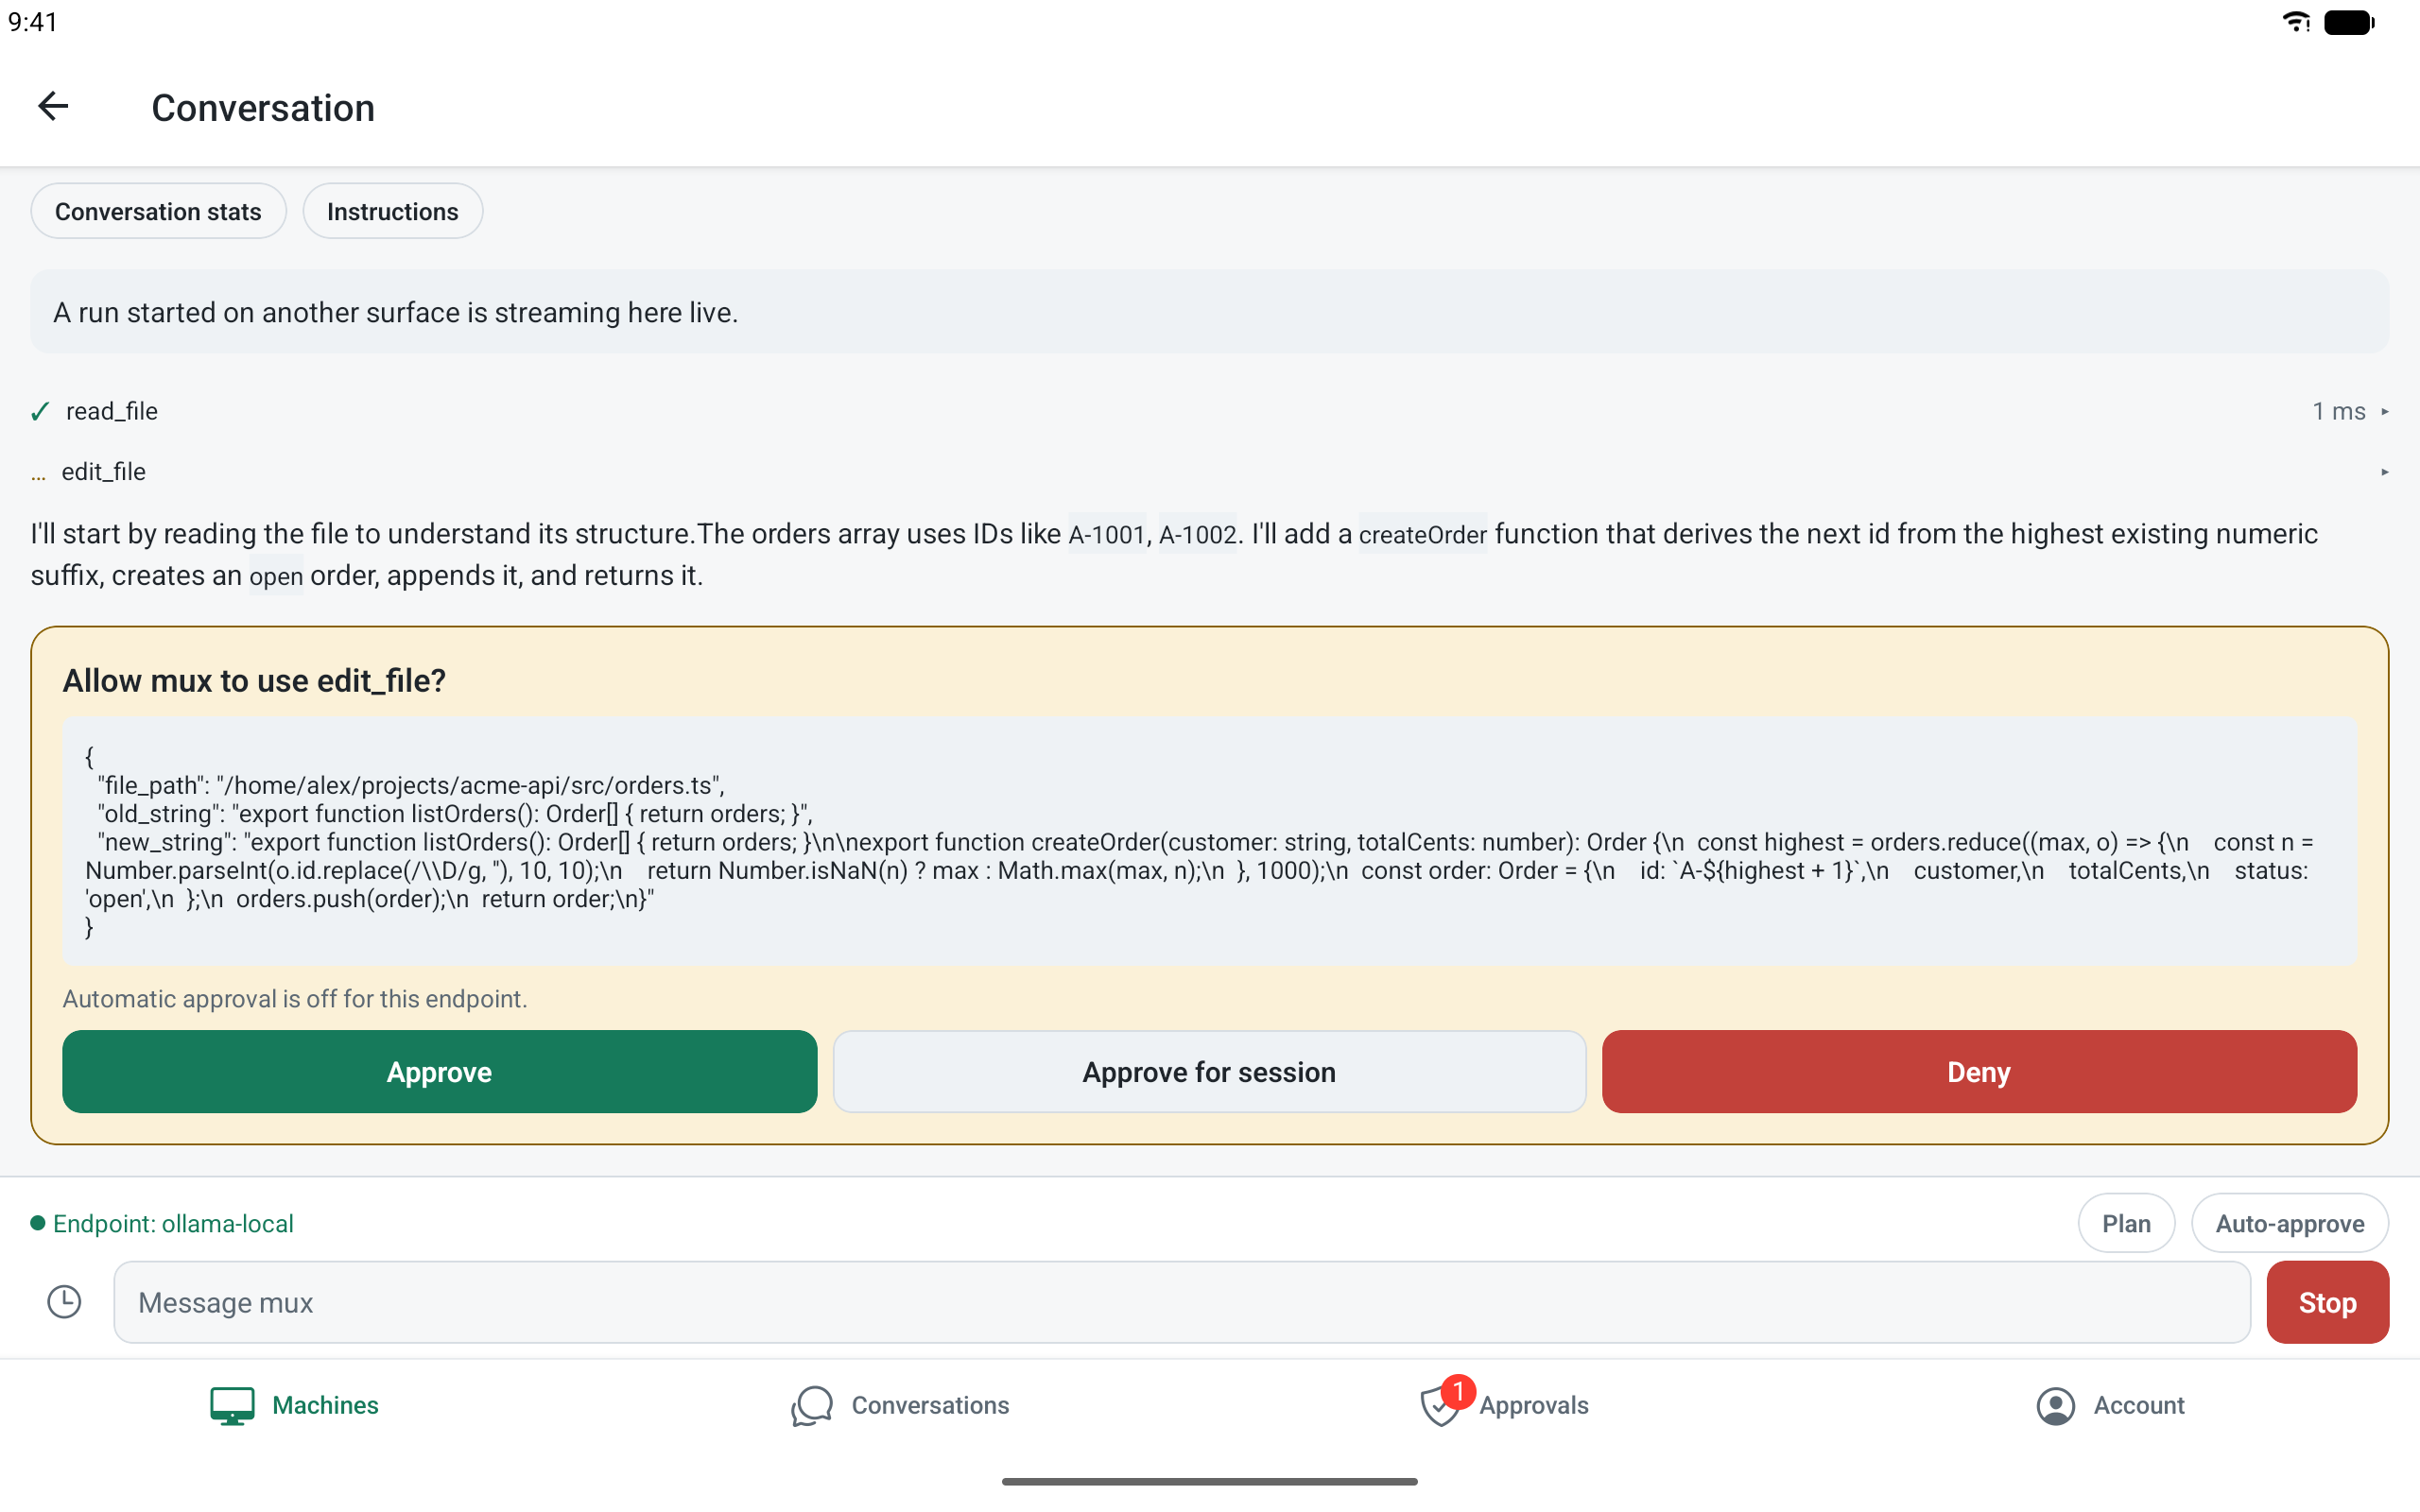 9:41
Conversation
Conversation stats
Instructions
A run started on another surface is streaming here live.
✓ read_file 1 ms ▸
... edit_file ▸
I'll start by reading the file to understand its structure.The orders array uses IDs like A-1001, A-1002. I'll add a createOrder function that derives the next id from the highest existing numeric
suffix, creates an open order, appends it, and returns it.
Allow mux to use edit_file?
{
  "file_path": "/home/alex/projects/acme-api/src/orders.ts",
  "old_string": "export function listOrders(): Order[] { return orders; }",
  "new_string": "export function listOrders(): Order[] { return orders; }\n\nexport function createOrder(customer: string, totalCents: number): Order {\n  const highest = orders.reduce((max, o) => {\n    const n =
Number.parseInt(o.id.replace(/\\D/g, ''), 10, 10);\n    return Number.isNaN(n) ? max : Math.max(max, n);\n  }, 1000);\n  const order: Order = {\n    id: `A-${highest + 1}`,\n    customer,\n    totalCents,\n    status:
'open',\n  };\n  orders.push(order);\n  return order;\n}"
}
Automatic approval is off for this endpoint.
Approve
Approve for session
Deny
Endpoint: ollama-local
Plan
Auto-approve
Message mux
Stop
Machines
Conversations
1
Approvals
Account